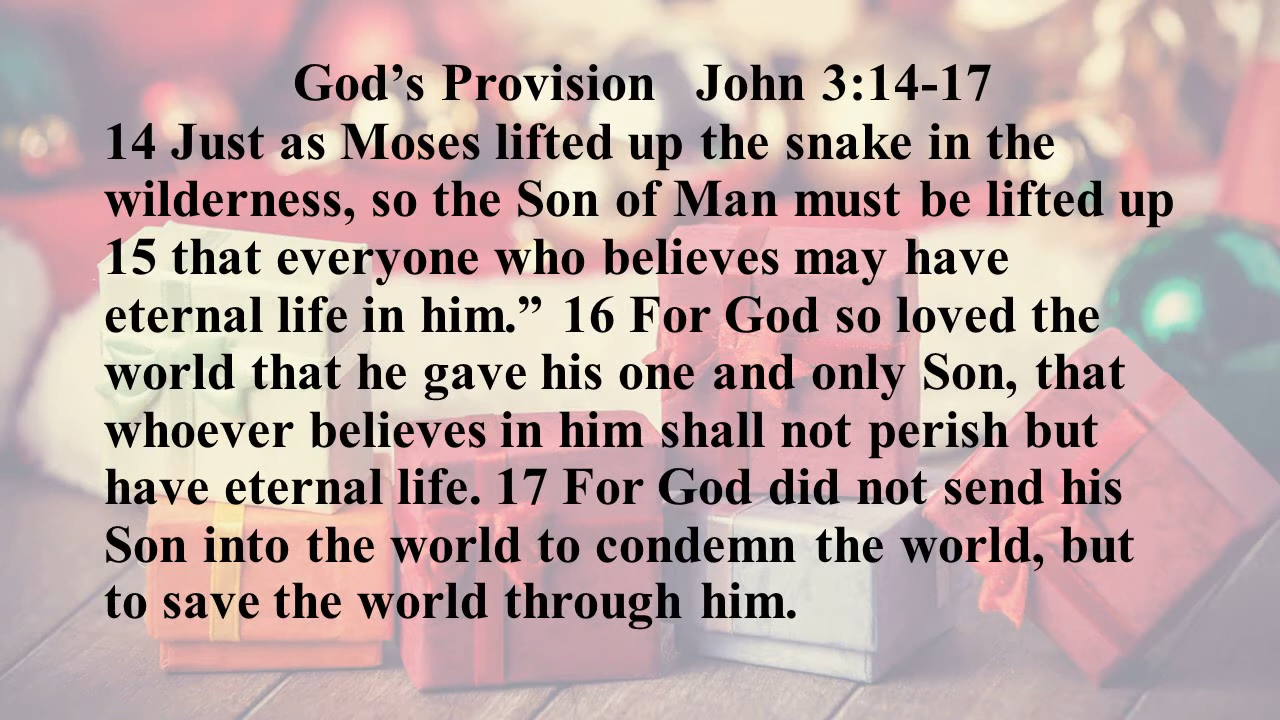 God’s Provision   John 3:14-17
14 Just as Moses lifted up the snake in the
wilderness, so the Son of Man must be lifted up
15 that everyone who believes may have
eternal life in him.” 16 For God so loved the
world that he gave his one and only Son, that
whoever believes in him shall not perish but
have eternal life. 17 For God did not send his
Son into the world to condemn the world, but
to save the world through him.